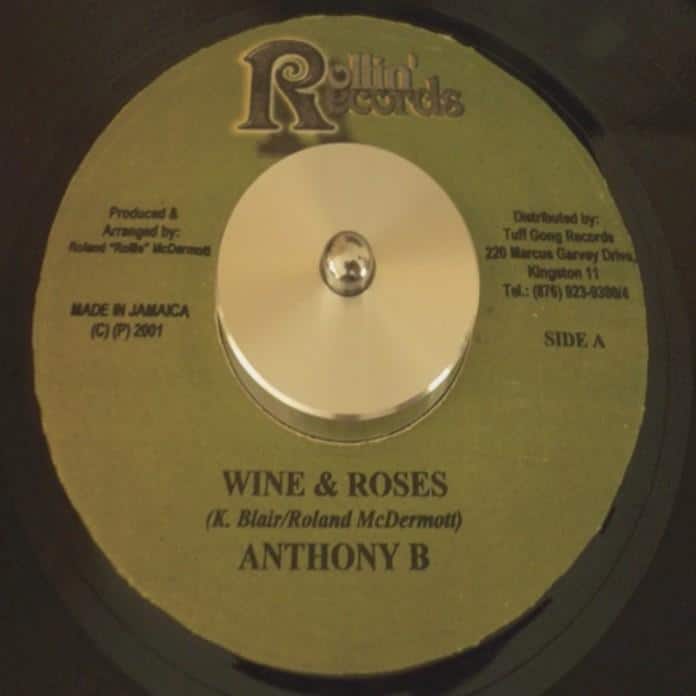 Rollin'
Records
Produced &
Arranged by:
Roland "Rollie" McDermott
MADE IN JAMAICA
(C) (P) 2001
Distributed by:
Tuff Gong Records
220 Marcus Garvey Drive,
Kingston 11
Tel.: (876) 923-9380/4
SIDE A
WINE & ROSES
(K. Blair/Roland McDermott)
ANTHONY B